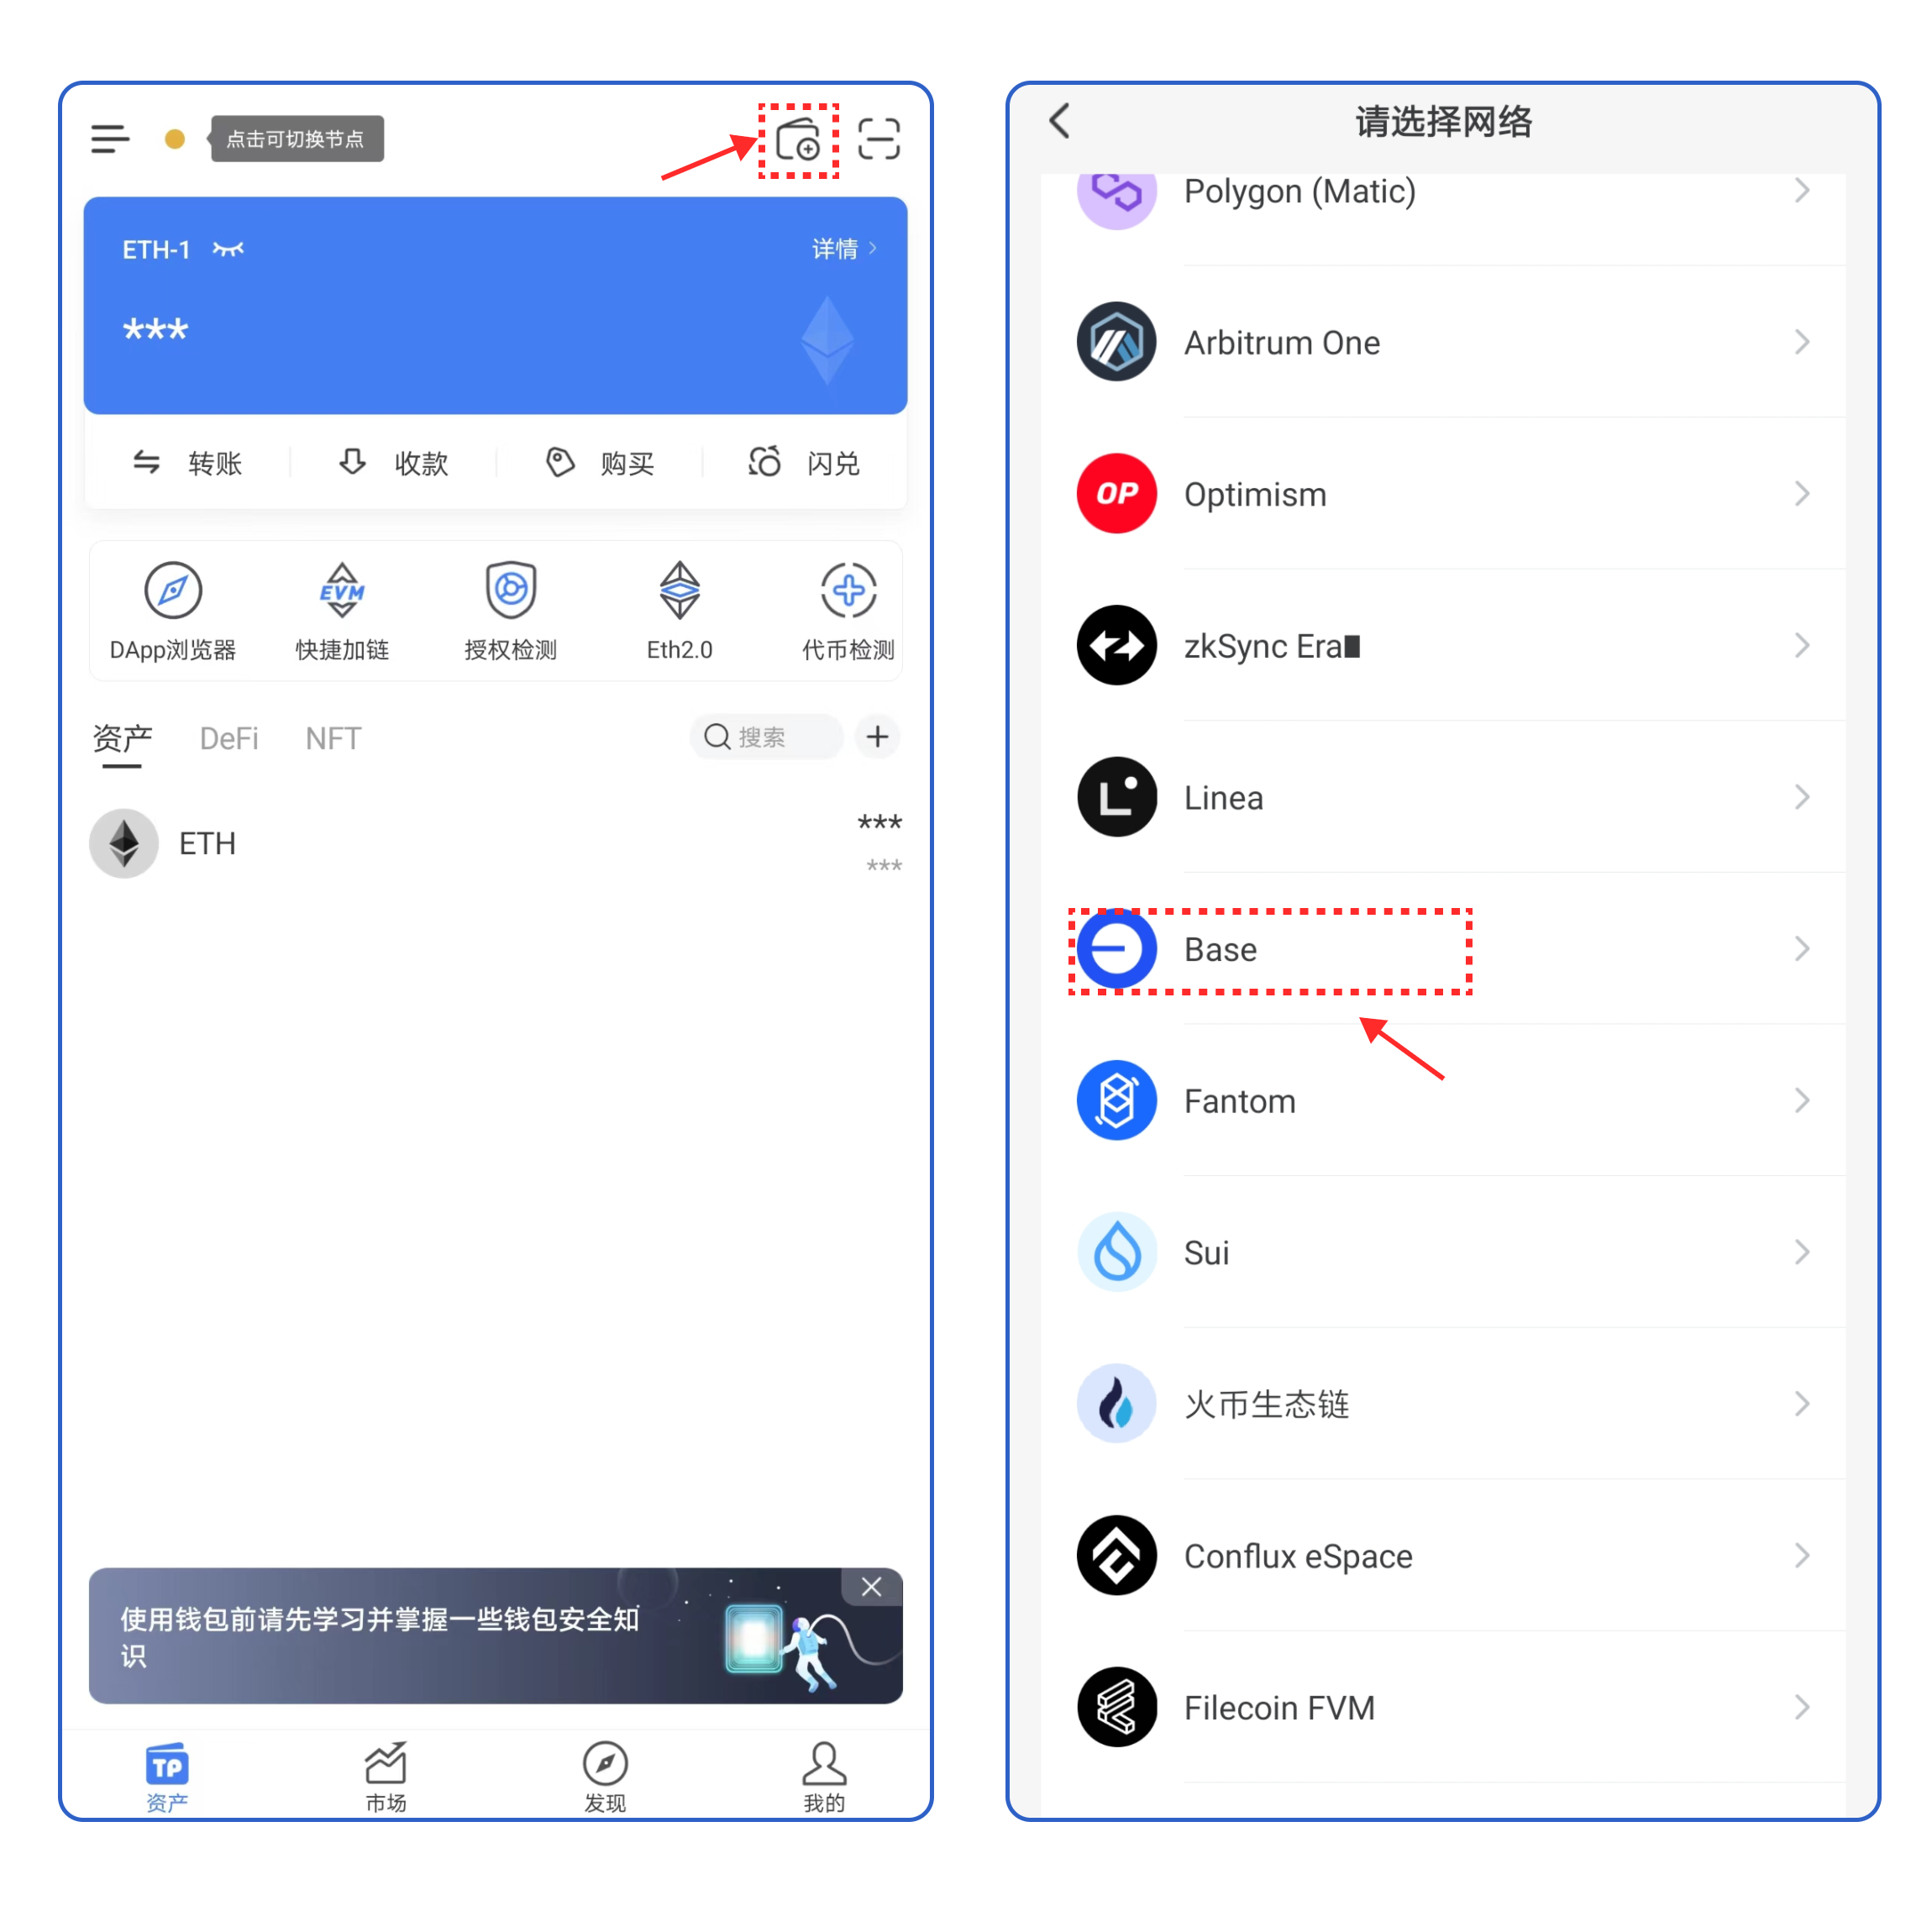 点击可切换节点
ETH-1
详情
***
转账
收款
购买
闪兑
EVM
DApp浏览器
快捷加链
授权检测
Eth2.0
代币检测
资产
DeFi
NFT
搜索
ETH
***
***
使用钱包前请先学习并掌握一些钱包安全知
识
TP
资产
市场
发现
我的
请选择网络
Polygon (Matic)
Arbitrum One
OP
Optimism
zkSync Era
Linea
Base
Fantom
Sui
火币生态链
Conflux eSpace
Filecoin FVM